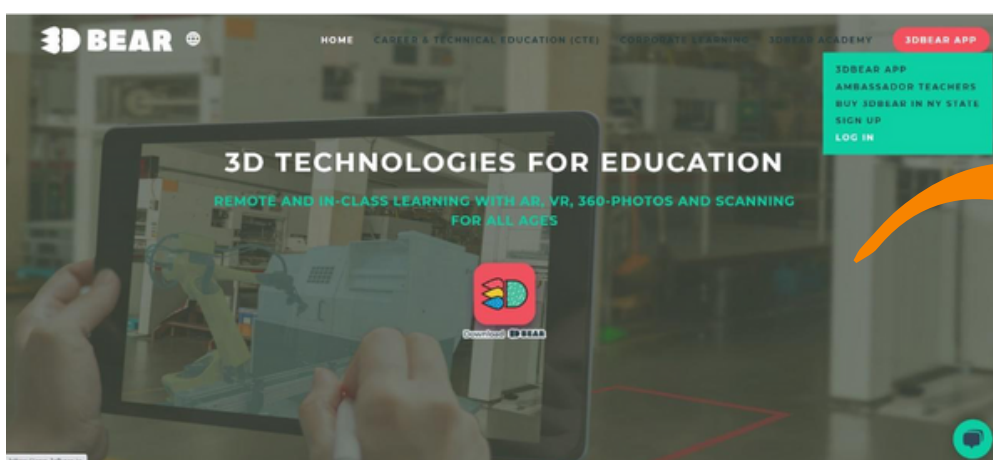 3D BEAR
HOME CAREER & TECHNICAL EDUCATION (CTE) CORPORATE LEARNING 3DBEAR ACADEMY 3DBEAR APP
3DBEAR APP
AMBASSADOR TEACHERS
BUY 3DBEAR IN NY STATE
SIGN UP
LOG IN
3D TECHNOLOGIES FOR EDUCATION
REMOTE AND IN-CLASS LEARNING WITH AR, VR, 360-PHOTOS AND SCANNING
FOR ALL AGES
3D
Download 3D BEAR